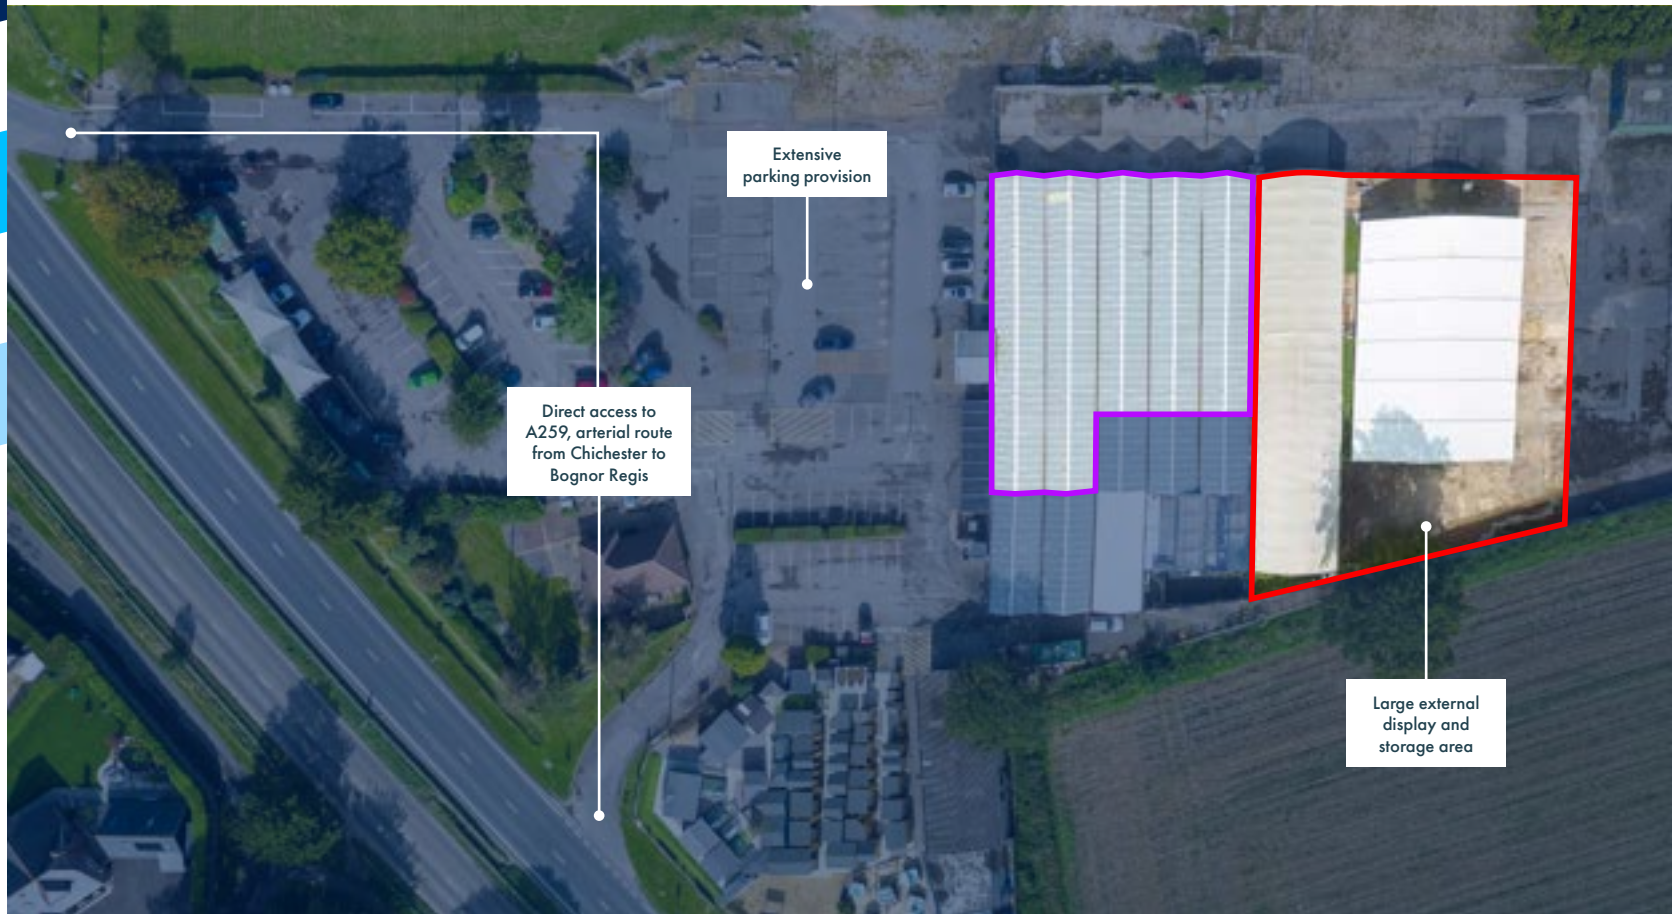 Extensive
parking provision
Direct access to
A259, arterial route
from Chichester to
Bognor Regis
Large external
display and
storage area